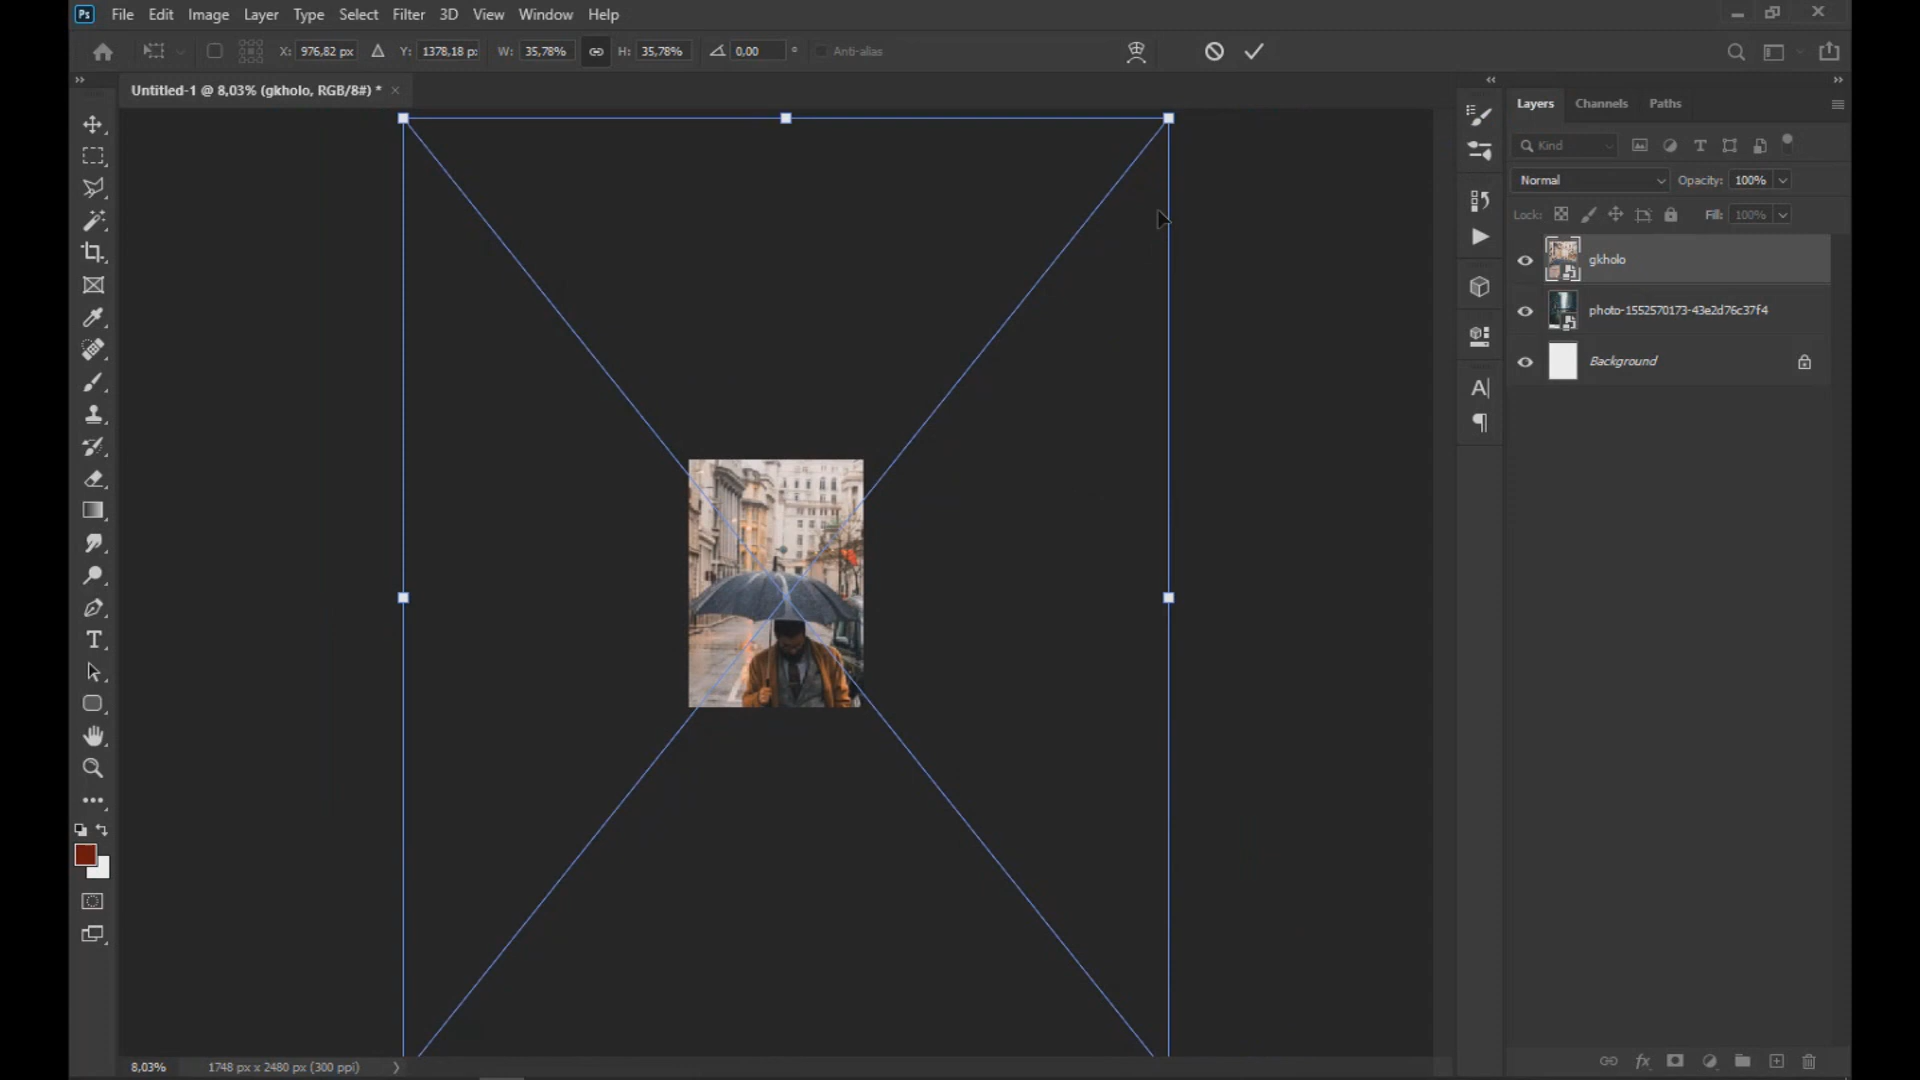 Ps File Edit Image Layer Type Select Filter 3D View Window Help
X: 976,82 px Y: 1378,18 p: W: 35,78% H: 35,78% 0,00 ° Anti-alias
Untitled-1 @ 8,03% (gkholo, RGB/8#) * ×
Layers Channels Paths
Kind
Normal Opacity: 100%
Lock: Fill: 100%
gkholo
photo-1552570173-43e2d76c37f4
Background
8,03% 1748 px x 2480 px (300 ppi)